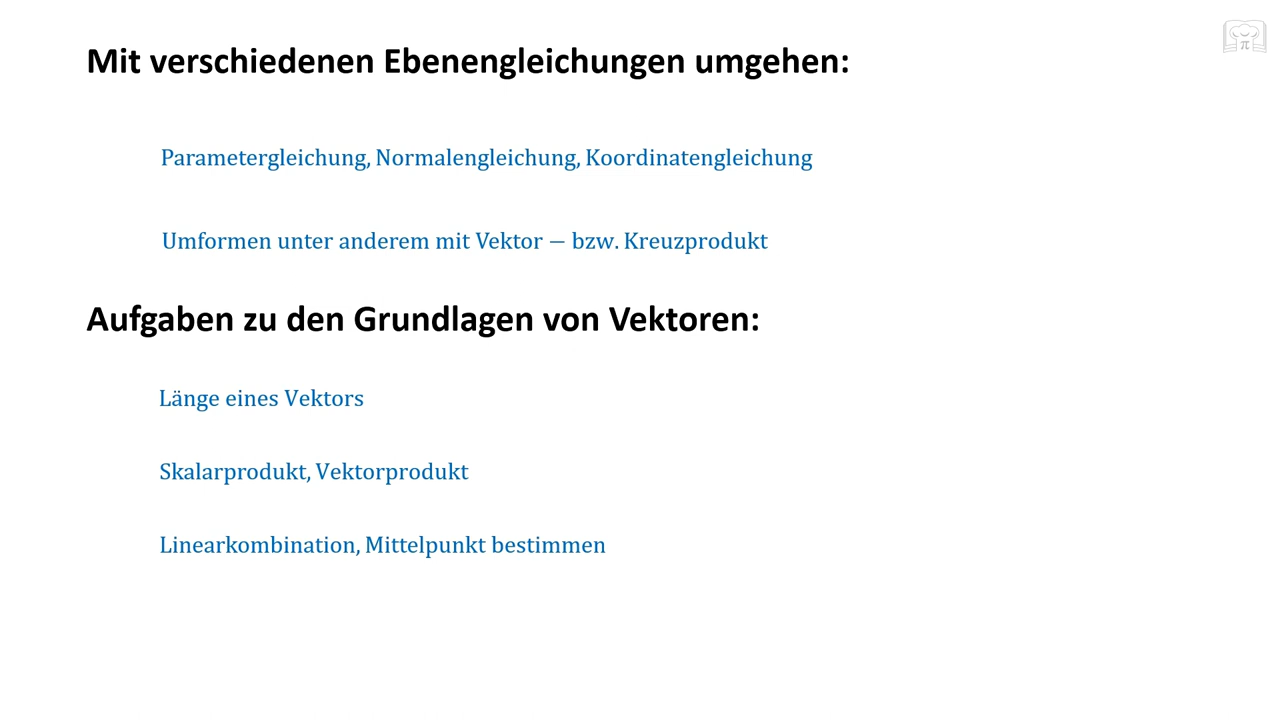 Mit verschiedenen Ebenengleichungen umgehen:
Parametergleichung, Normalengleichung, Koordinatengleichung
Umformen unter anderem mit Vektor − bzw. Kreuzprodukt
Aufgaben zu den Grundlagen von Vektoren:
Länge eines Vektors
Skalarprodukt, Vektorprodukt
Linearkombination, Mittelpunkt bestimmen
π